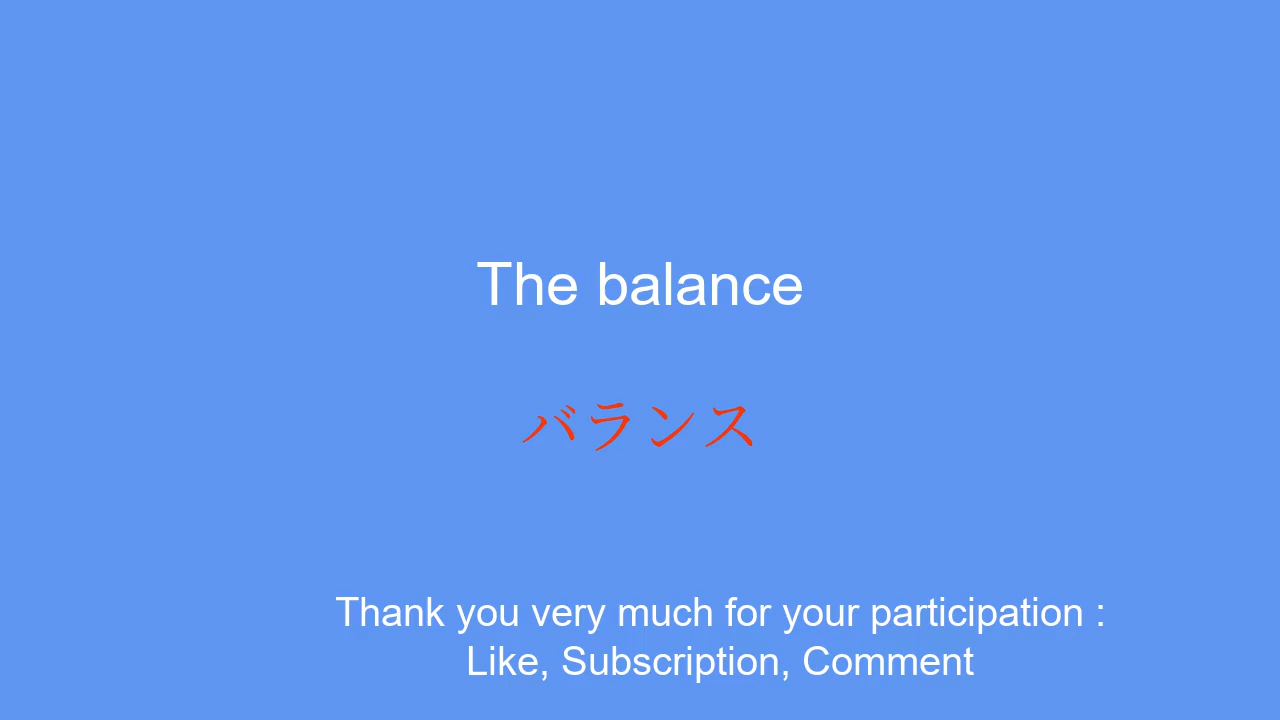 The balance
バランス
Thank you very much for your participation :
Like, Subscription, Comment